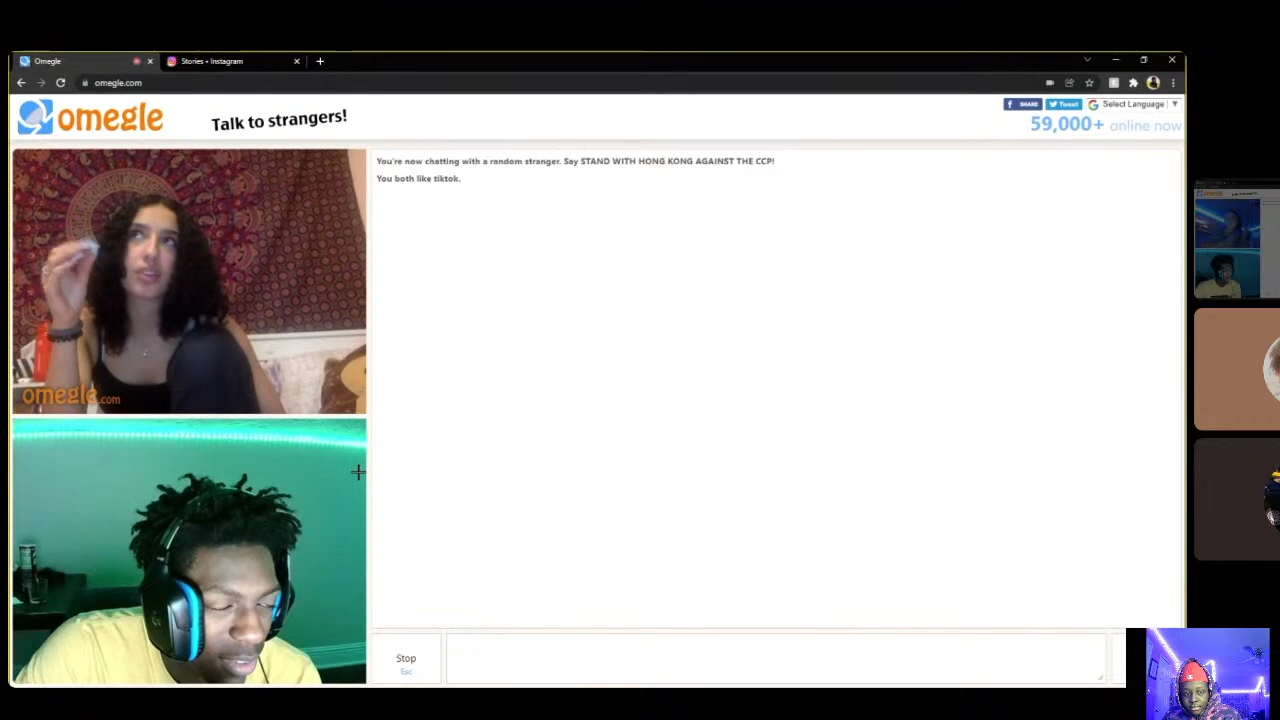 Omegle
Stories • Instagram
omegle.com
omegle
Talk to strangers!
SHARE
Tweet
Select Language
59,000+ online now
You're now chatting with a random stranger. Say STAND WITH HONG KONG AGAINST THE CCP!
You both like tiktok.
omegle.com
Stop
Esc